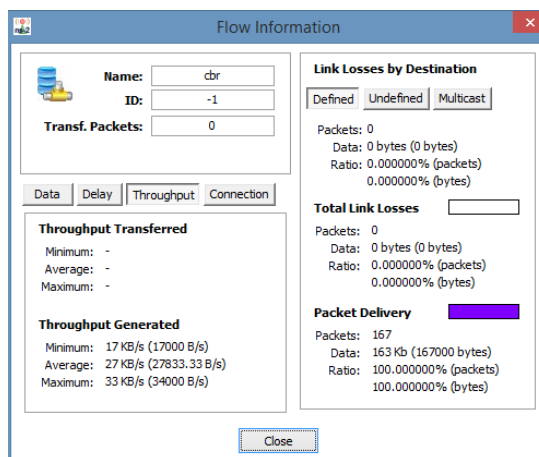 Flow Information
Name: cbr
ID: -1
Transf. Packets: 0
Data Delay Throughput Connection
Throughput Transferred
Minimum: -
Average: -
Maximum: -
Throughput Generated
Minimum: 17 KB/s (17000 B/s)
Average: 27 KB/s (27833.33 B/s)
Maximum: 33 KB/s (34000 B/s)
Link Losses by Destination
Defined Undefined Multicast
Packets: 0
Data: 0 bytes (0 bytes)
Ratio: 0.000000% (packets)
0.000000% (bytes)
Total Link Losses
Packets: 0
Data: 0 bytes (0 bytes)
Ratio: 0.000000% (packets)
0.000000% (bytes)
Packet Delivery
Packets: 167
Data: 163 Kb (167000 bytes)
Ratio: 100.000000% (packets)
100.000000% (bytes)
Close